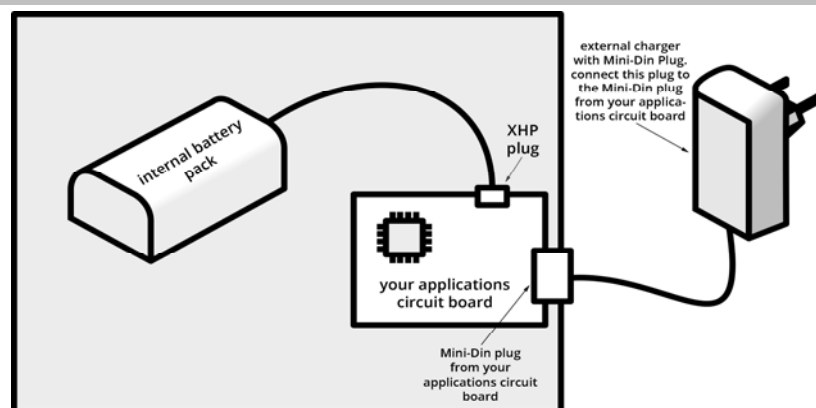 internal battery
pack
XHP
plug
external charger
with Mini-Din Plug.
connect this plug to
the Mini-Din plug
from your applica-
tions circuit board
your applications
circuit board
Mini-Din plug
from your
applications circuit
board